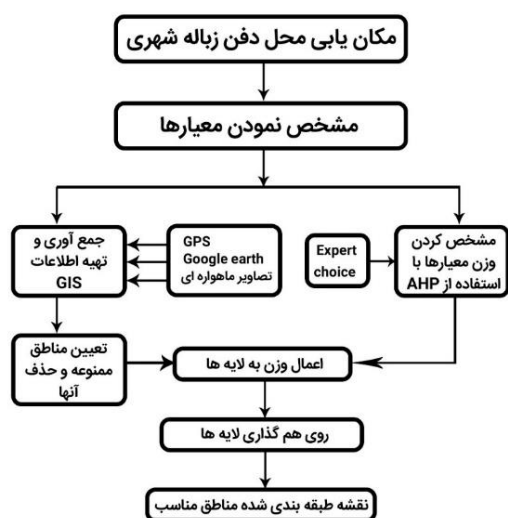 مکان یابی محل دفن زباله شهری
مشخص نمودن معیارها
مشخص کردن
وزن معیارها با
استفاده از AHP
Expert
choice
GPS
Google earth
تصاویر ماهواره ای
جمع آوری و
تهیه اطلاعات
GIS
تعیین مناطق
ممنوعه و حذف
آنها
اعمال وزن به لایه ها
روی هم گذاری لایه ها
نقشه طبقه بندی شده مناطق مناسب